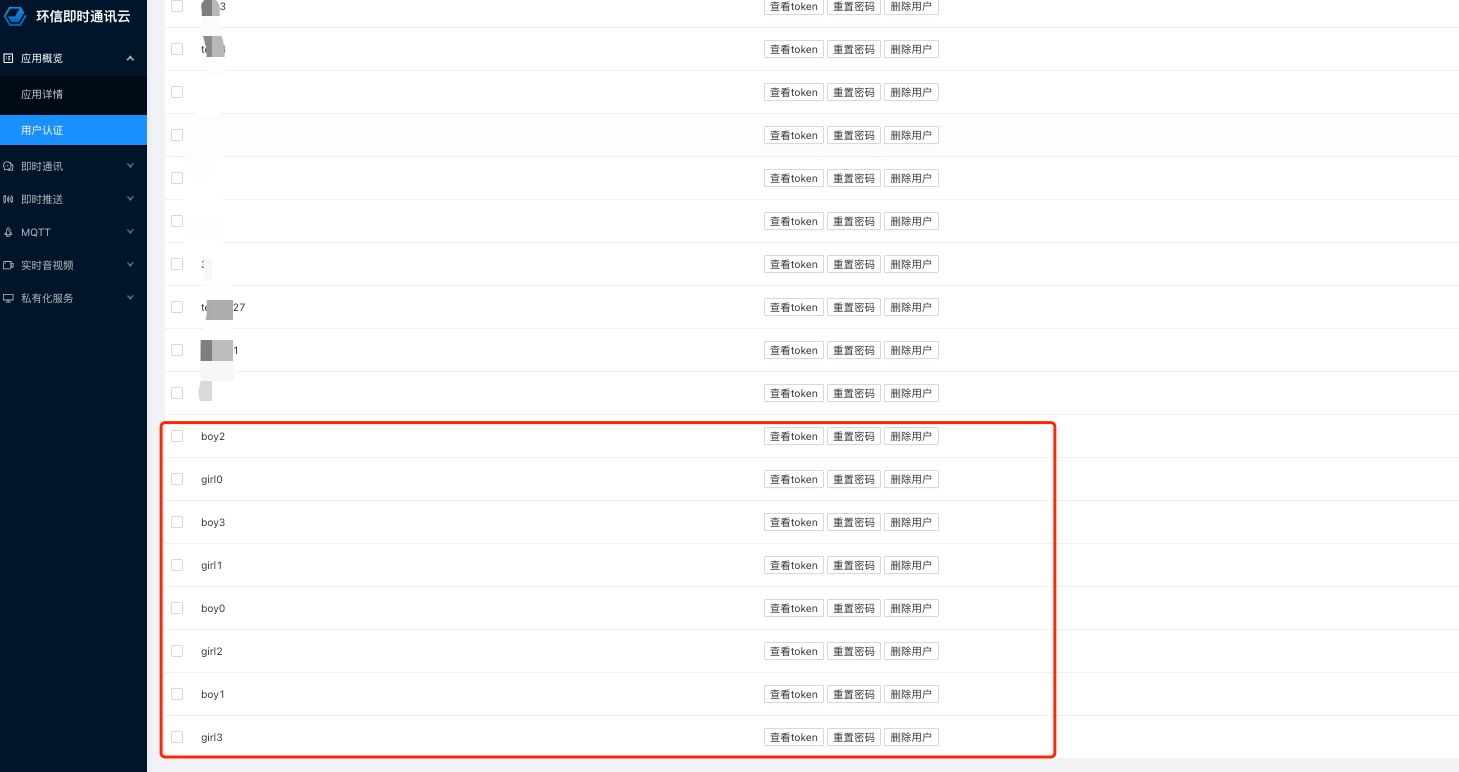 环信即时通讯云
应用概览
应用详情
用户认证
即时通讯
即时推送
MQTT
实时音视频
私有化服务
3 查看token 重置密码 删除用户
查看token 重置密码 删除用户
查看token 重置密码 删除用户
查看token 重置密码 删除用户
查看token 重置密码 删除用户
查看token 重置密码 删除用户
3 查看token 重置密码 删除用户
27 查看token 重置密码 删除用户
1 查看token 重置密码 删除用户
查看token 重置密码 删除用户
boy2 查看token 重置密码 删除用户
girl0 查看token 重置密码 删除用户
boy3 查看token 重置密码 删除用户
girl1 查看token 重置密码 删除用户
boy0 查看token 重置密码 删除用户
girl2 查看token 重置密码 删除用户
boy1 查看token 重置密码 删除用户
girl3 查看token 重置密码 删除用户